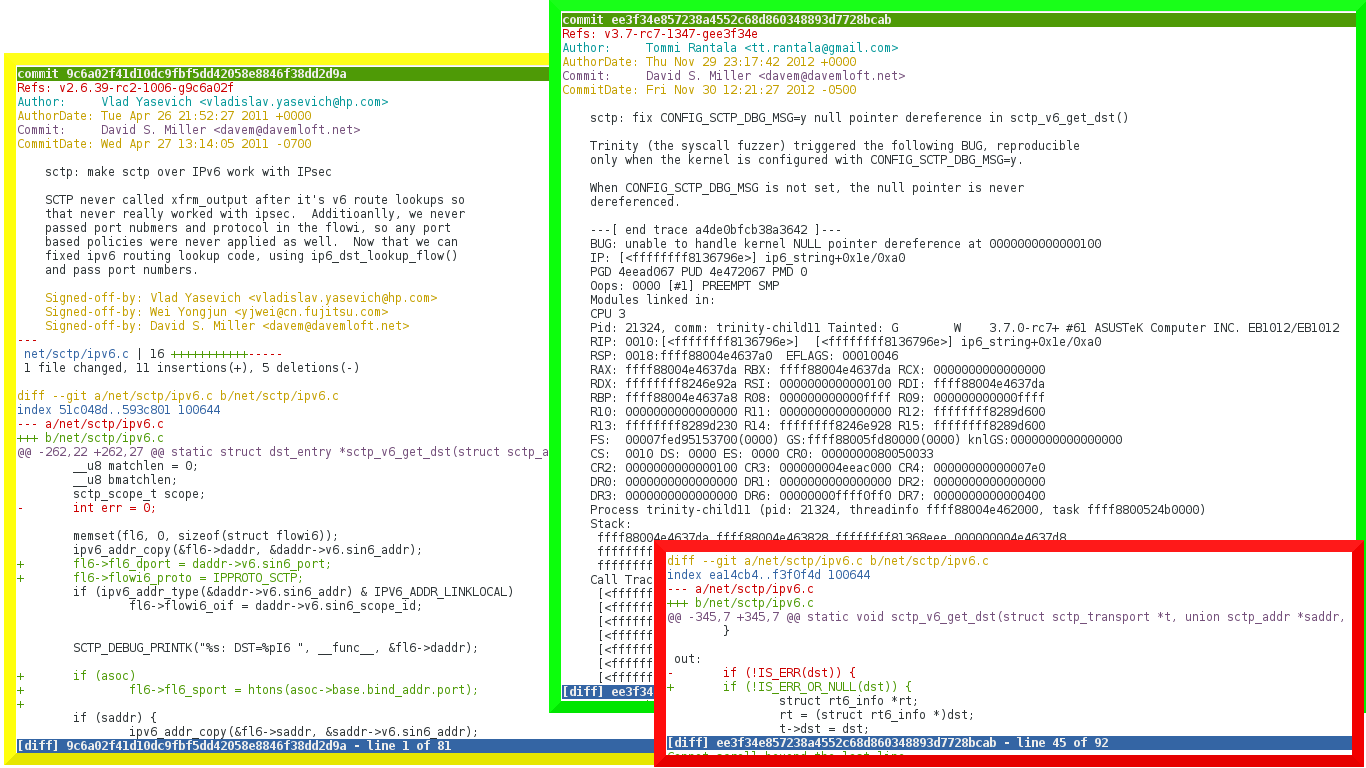 commit 9c6a02f41d10dc9fbf5dd42058e8846f38dd2d9a
Refs: v2.6.39-rc2-1006-g9c6a02f
Author:     Vlad Yasevich <vladislav.yasevich@hp.com>
AuthorDate: Tue Apr 26 21:52:27 2011 +0000
Commit:     David S. Miller <davem@davemloft.net>
CommitDate: Wed Apr 27 13:14:05 2011 -0700
sctp: make sctp over IPv6 work with IPsec
SCTP never called xfrm_output after it's v6 route lookups so
that never really worked with ipsec.  Additioanlly, we never
passed port nubmers and protocol in the flowi, so any port
based policies were never applied as well.  Now that we can
fixed ipv6 routing lookup code, using ip6_dst_lookup_flow()
and pass port numbers.
Signed-off-by: Vlad Yasevich <vladislav.yasevich@hp.com>
Signed-off-by: Wei Yongjun <yjwei@cn.fujitsu.com>
Signed-off-by: David S. Miller <davem@davemloft.net>
---
net/sctp/ipv6.c | 16 +++++++++++-----
1 file changed, 11 insertions(+), 5 deletions(-)
diff --git a/net/sctp/ipv6.c b/net/sctp/ipv6.c
index 51c048d..593c801 100644
--- a/net/sctp/ipv6.c
+++ b/net/sctp/ipv6.c
@@ -262,22 +262,27 @@ static struct dst_entry *sctp_v6_get_dst(struct sctp_a
__u8 matchlen = 0;
__u8 bmatchlen;
sctp_scope_t scope;
-       int err = 0;
memset(fl6, 0, sizeof(struct flowi6));
ipv6_addr_copy(&fl6->daddr, &daddr->v6.sin6_addr);
+       fl6->fl6_dport = daddr->v6.sin6_port;
+       fl6->flowi6_proto = IPPROTO_SCTP;
if (ipv6_addr_type(&daddr->v6.sin6_addr) & IPV6_ADDR_LINKLOCAL)
fl6->flowi6_oif = daddr->v6.sin6_scope_id;
SCTP_DEBUG_PRINTK("%s: DST=%pI6 ", __func__, &fl6->daddr);
+       if (asoc)
+               fl6->fl6_sport = htons(asoc->base.bind_addr.port);
+
if (saddr) {
ipv6_addr_copy(&fl6->saddr, &saddr->v6.sin6_addr);
[diff] 9c6a02f41d10dc9fbf5dd42058e8846f38dd2d9a - line 1 of 81
commit ee3f34e857238a4552c68d860348893d7728bcab
Refs: v3.7-rc7-1347-gee3f34e
Author:     Tommi Rantala <tt.rantala@gmail.com>
AuthorDate: Thu Nov 29 23:17:42 2012 +0000
Commit:     David S. Miller <davem@davemloft.net>
CommitDate: Fri Nov 30 12:21:27 2012 -0500
sctp: fix CONFIG_SCTP_DBG_MSG=y null pointer dereference in sctp_v6_get_dst()
Trinity (the syscall fuzzer) triggered the following BUG, reproducible
only when the kernel is configured with CONFIG_SCTP_DBG_MSG=y.
When CONFIG_SCTP_DBG_MSG is not set, the null pointer is never
dereferenced.
---[ end trace a4de0bfcb38a3642 ]---
BUG: unable to handle kernel NULL pointer dereference at 0000000000000100
IP: [<ffffffff8136796e>] ip6_string+0x1e/0xa0
PGD 4eead067 PUD 4e472067 PMD 0
Oops: 0000 [#1] PREEMPT SMP
Modules linked in:
CPU 3
Pid: 21324, comm: trinity-child11 Tainted: G        W    3.7.0-rc7+ #61 ASUSTeK Computer INC. EB1012/EB1012
RIP: 0010:[<ffffffff8136796e>]  [<ffffffff8136796e>] ip6_string+0x1e/0xa0
RSP: 0018:ffff88004e4637a0  EFLAGS: 00010046
RAX: ffff88004e4637da RBX: ffff88004e4637da RCX: 0000000000000000
RDX: ffffffff8246e92a RSI: 0000000000000100 RDI: ffff88004e4637da
RBP: ffff88004e4637a8 R08: 000000000000ffff R09: 000000000000ffff
R10: 0000000000000000 R11: 0000000000000000 R12: ffffffff8289d600
R13: ffffffff8289d230 R14: ffffffff8246e928 R15: ffffffff8289d600
FS:  00007fed95153700(0000) GS:ffff88005fd80000(0000) knlGS:0000000000000000
CS:  0010 DS: 0000 ES: 0000 CR0: 0000000080050033
CR2: 0000000000000100 CR3: 000000004eeac000 CR4: 00000000000007e0
DR0: 0000000000000000 DR1: 0000000000000000 DR2: 0000000000000000
DR3: 0000000000000000 DR6: 00000000ffff0ff0 DR7: 0000000000000400
Process trinity-child11 (pid: 21324, threadinfo ffff88004e462000, task ffff8800524b0000)
Stack:
ffff88004e4637da ffff88004e463828 ffffffff81368eee 000000004e4637d8
ffffffff
ffffffff
Call Trac
[<ffffff
[<ffffff
[<ffffff
[<ffffff
[<ffffff
[<ffffff
[<ffffff
[diff] ee3f34
diff --git a/net/sctp/ipv6.c b/net/sctp/ipv6.c
index ea14cb4..f3f0f4d 100644
--- a/net/sctp/ipv6.c
+++ b/net/sctp/ipv6.c
@@ -345,7 +345,7 @@ static void sctp_v6_get_dst(struct sctp_transport *t, union sctp_addr *saddr,
}
out:
-       if (!IS_ERR(dst)) {
+       if (!IS_ERR_OR_NULL(dst)) {
struct rt6_info *rt;
rt = (struct rt6_info *)dst;
t->dst = dst;
[diff] ee3f34e857238a4552c68d860348893d7728bcab - line 45 of 92